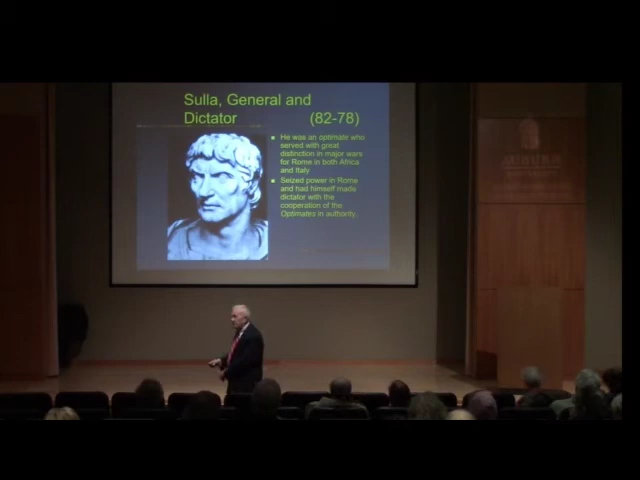 Sulla, General and
Dictator (82-78)
He was an optimate who
served with great
distinction in major wars
for Rome in both Africa
and Italy
Seized power in Rome
and had himself made
dictator with the
cooperation of the
Optimates in authority.
AUBURN